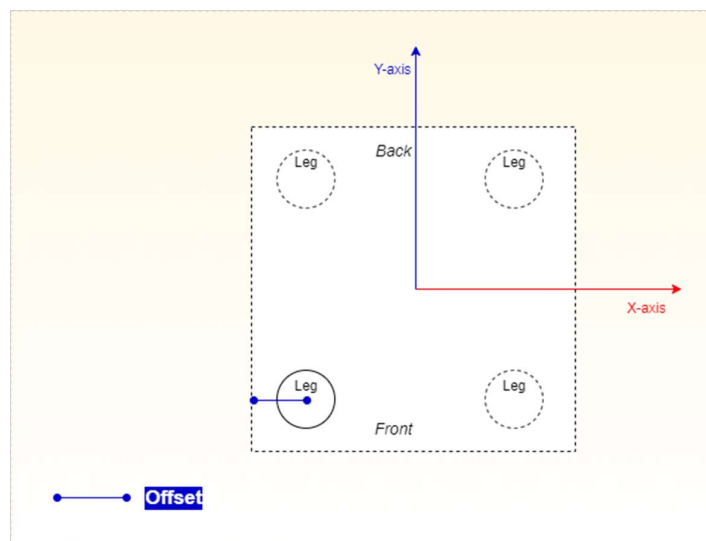 Y-axis
Back
Leg
Leg
X-axis
Leg
Leg
Front
Offset